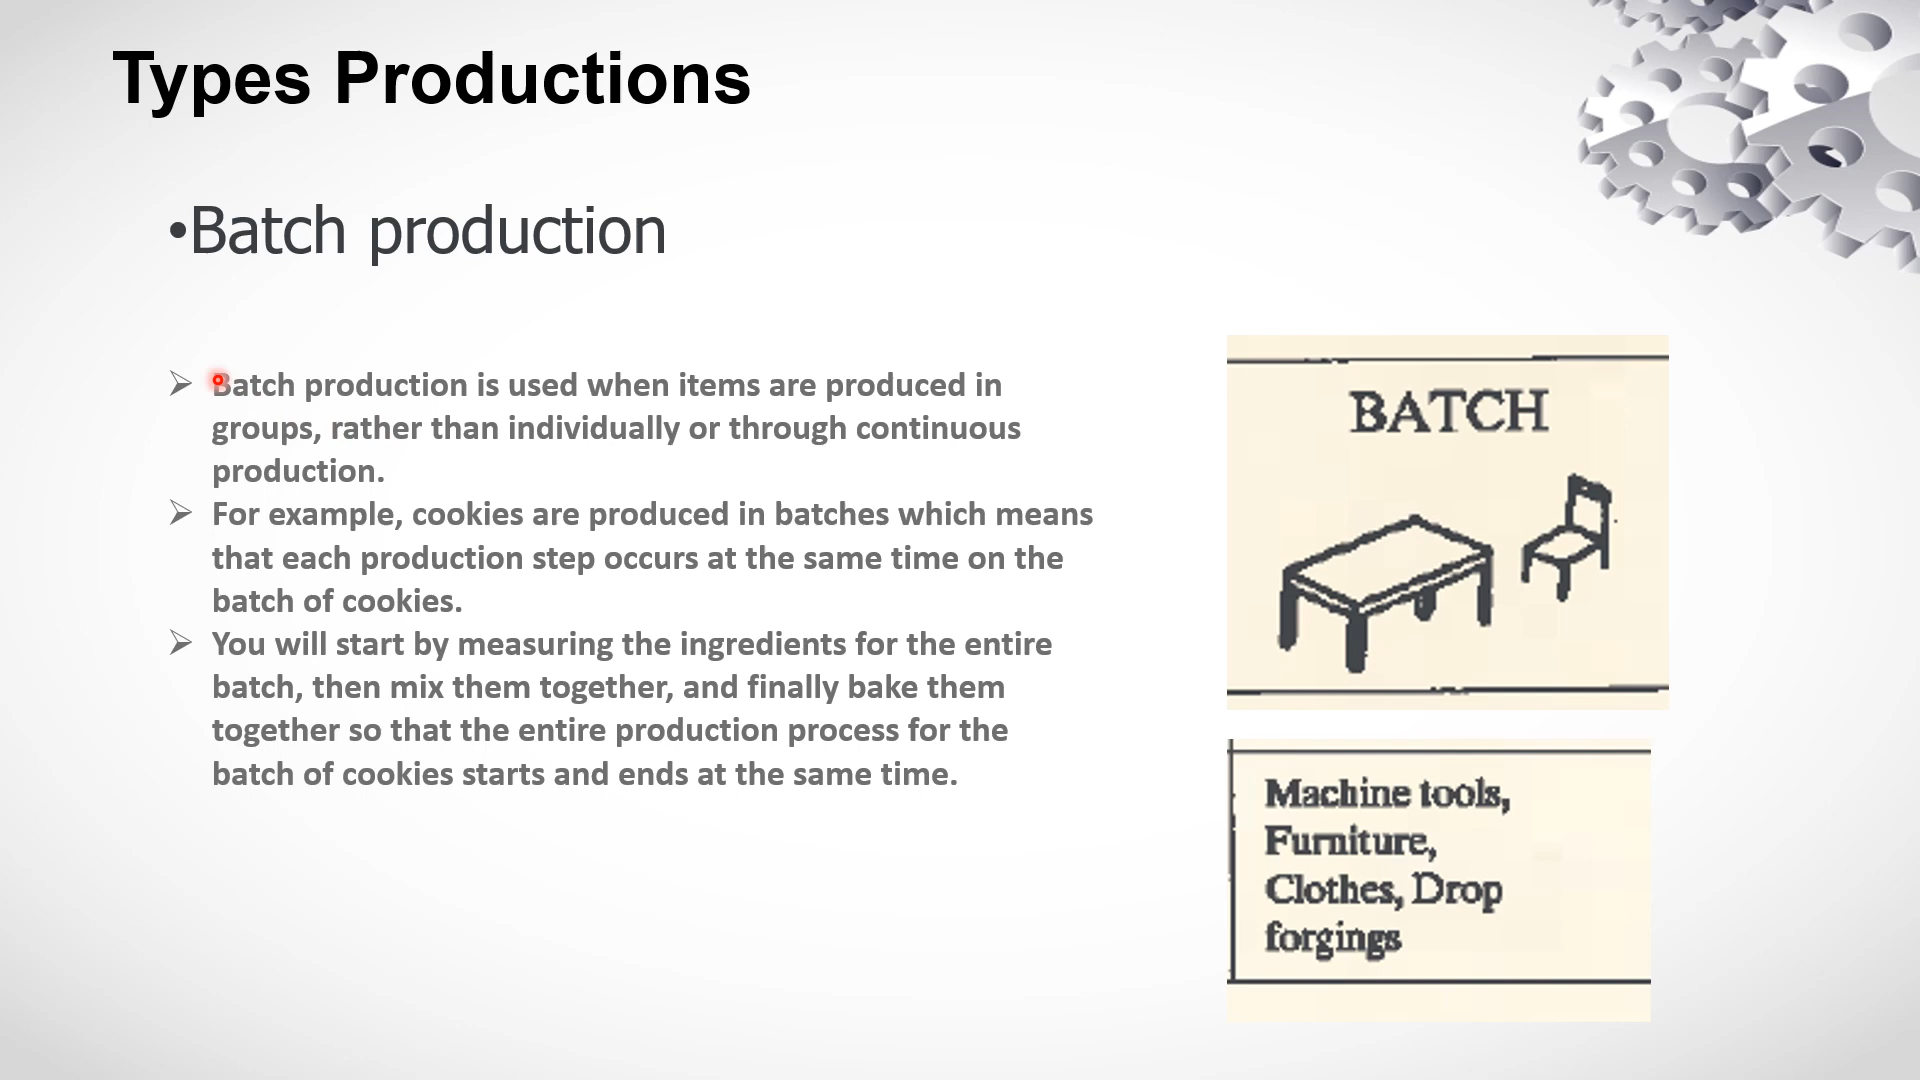 Types Productions
•Batch production
➢ Batch production is used when items are produced in
groups, rather than individually or through continuous
production.
➢ For example, cookies are produced in batches which means
that each production step occurs at the same time on the
batch of cookies.
➢ You will start by measuring the ingredients for the entire
batch, then mix them together, and finally bake them
together so that the entire production process for the
batch of cookies starts and ends at the same time.
BATCH
Machine tools,
Furniture,
Clothes, Drop
forgings